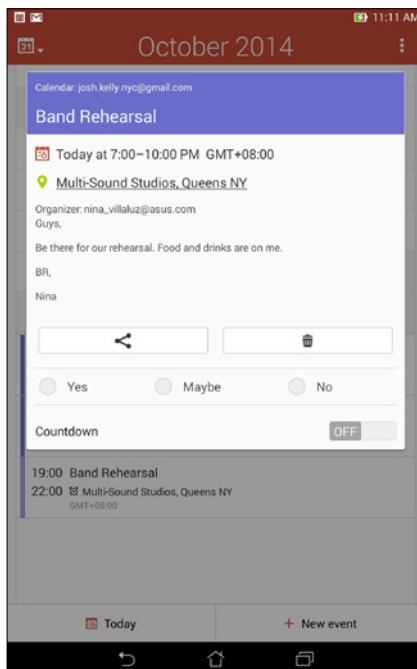 11:11 AM
31
October 2014
Calendar: josh.kelly.nyc@gmail.com
Band Rehearsal
Today at 7:00–10:00 PM GMT+08:00
Multi-Sound Studios, Queens NY
Organizer: nina_villaluz@asus.com
Guys,
Be there for our rehearsal. Food and drinks are on me.
BR,
Nina
Yes Maybe No
Countdown OFF
19:00 Band Rehearsal
22:00 Multi-Sound Studios, Queens NY
GMT+08:00
Today + New event